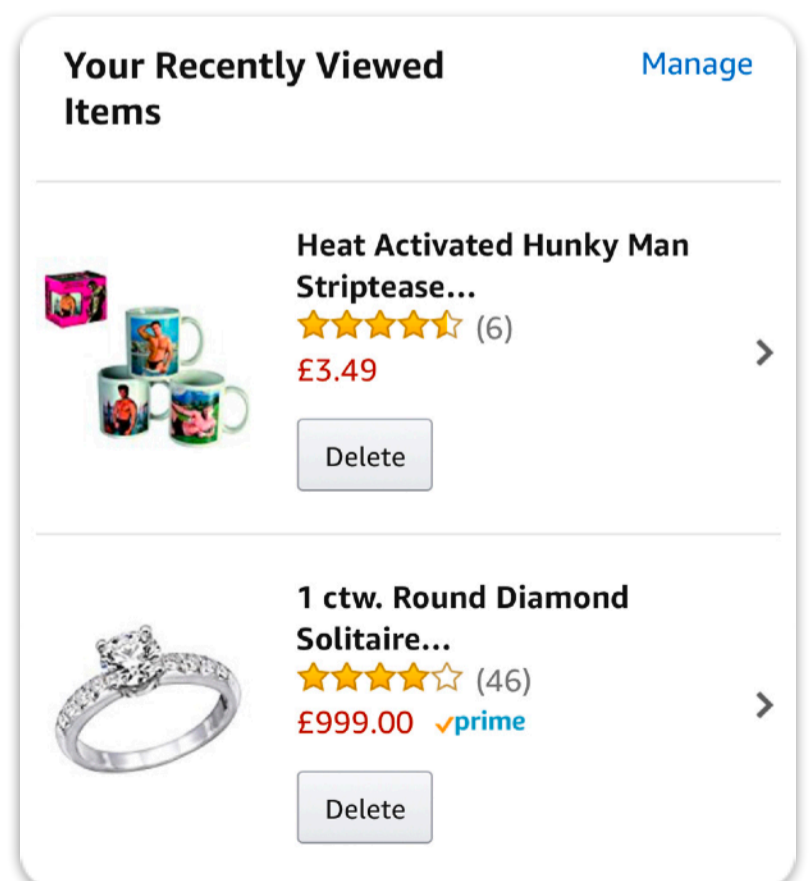 Your Recently Viewed
Items
Manage
Heat Activated Hunky Man
Striptease...
(6)
£3.49
Delete
1 ctw. Round Diamond
Solitaire...
(46)
£999.00 prime
Delete